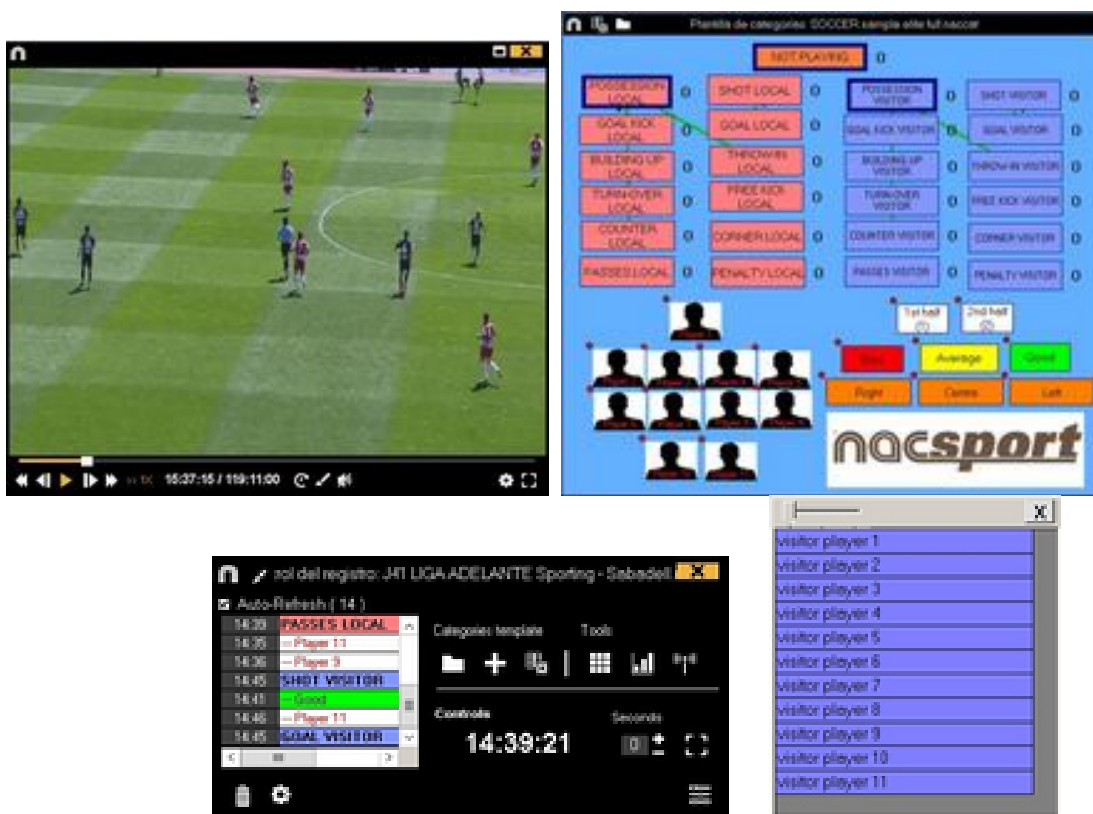 15:37:15 / 119:11:00
Plantilla de categories: SOCCER sample elite full nacsor
NOT PLAYING 0
POSSESSION LOCAL 0 SHOT LOCAL 0 POSSESSION VISITOR 0 SHOT VISITOR 0
GOAL KICK LOCAL 0 GOAL LOCAL 0 GOAL KICK VISITOR 0 GOAL VISITOR 0
BUILDING UP LOCAL 0 THROW-IN LOCAL 0 BUILDING UP VISITOR 0 THROW-IN VISITOR 0
TURN-OVER LOCAL 0 FREE KICK LOCAL 0 TURN-OVER VISITOR 0 FREE KICK VISITOR 0
COUNTER LOCAL 0 CORNER LOCAL 0 COUNTER VISITOR 0 CORNER VISITOR 0
PASSES LOCAL 0 PENALTY LOCAL 0 PASSES VISITOR 0 PENALTY VISITOR 0
1st half 2nd half
Average Good
Right Centre Left
nacsport
rol del registro: J41 LIGA ADELANTE Sporting - Sabadell
Auto-Refresh ( 14 )
14:39 PASSES LOCAL
14:35 -- Player 11
14:36 -- Player 9
14:45 SHOT VISITOR
14:41 -- Good
14:46 -- Player 11
14:45 GOAL VISITOR
Categories template Tools
Controls Seconds
14:39:21 0
X
visitor player 1
visitor player 2
visitor player 3
visitor player 4
visitor player 5
visitor player 6
visitor player 7
visitor player 8
visitor player 9
visitor player 10
visitor player 11